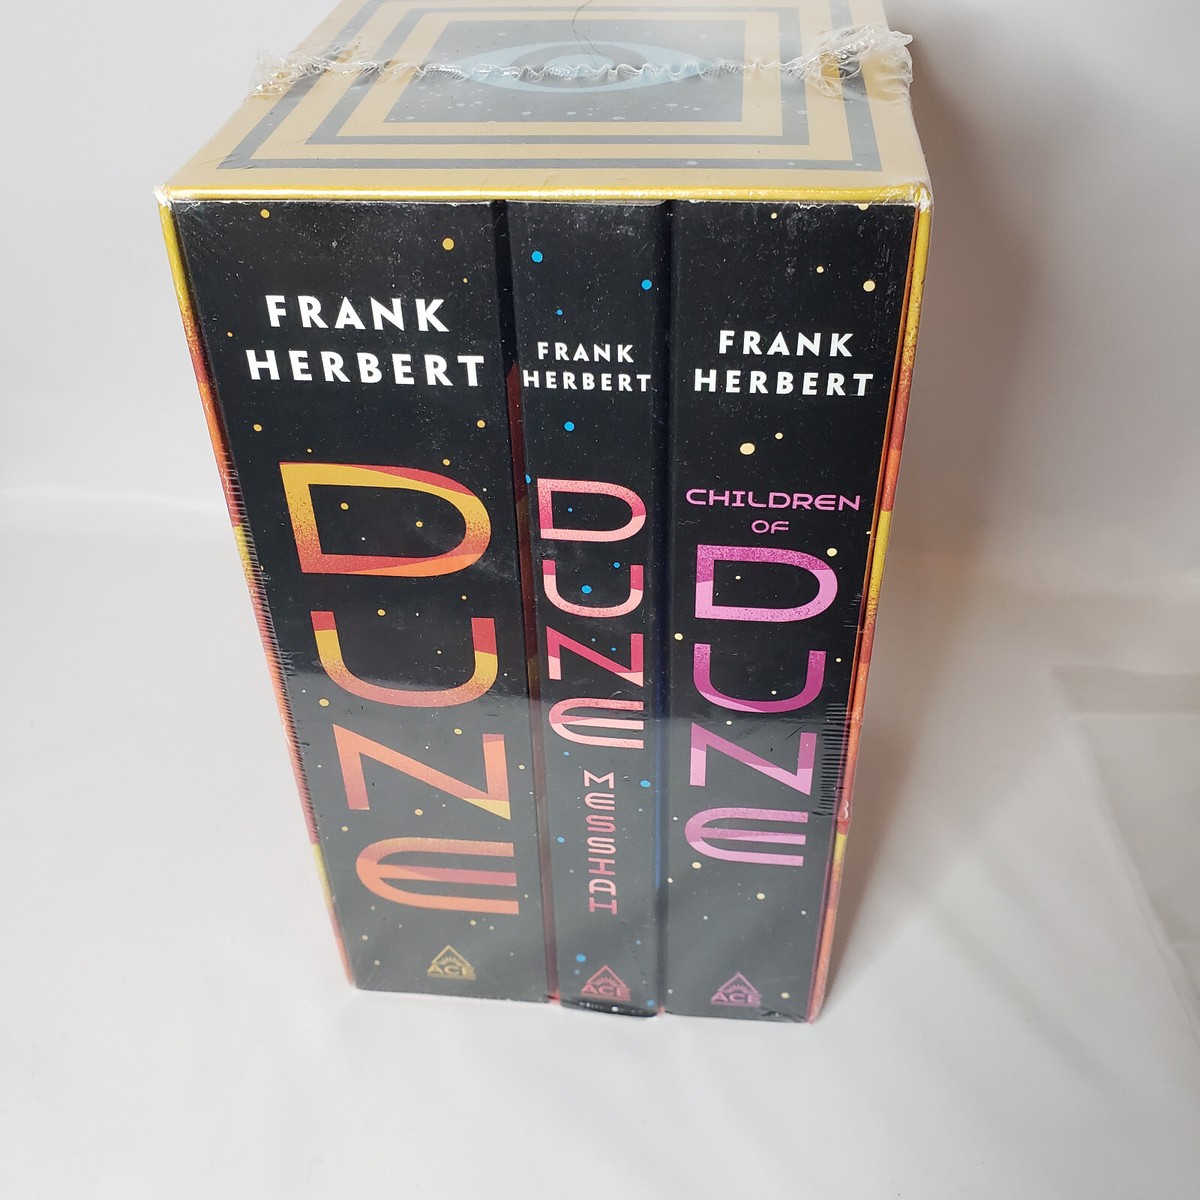 FRANK
HERBERT
DUNE
ACE
FRANK
HERBERT
DUNE
MESSIAH
ACE
FRANK
HERBERT
CHILDREN
OF
DUNE
ACE